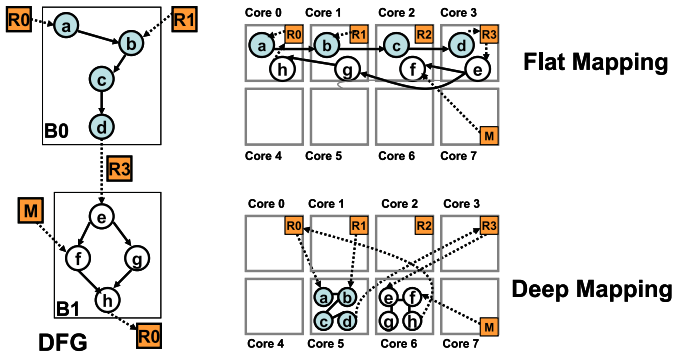 R0
a
b
R1
c
B0
d
R3
M
e
f
g
B1
h
DFG
R0
Core 0
Core 1
Core 2
Core 3
a
R0
b
R1
c
R2
d
R3
h
g
f
e
Flat Mapping
M
Core 4
Core 5
Core 6
Core 7
Core 0
Core 1
Core 2
Core 3
R0
R1
R2
R3
a
b
e
f
Deep Mapping
c
d
g
h
M
Core 4
Core 5
Core 6
Core 7